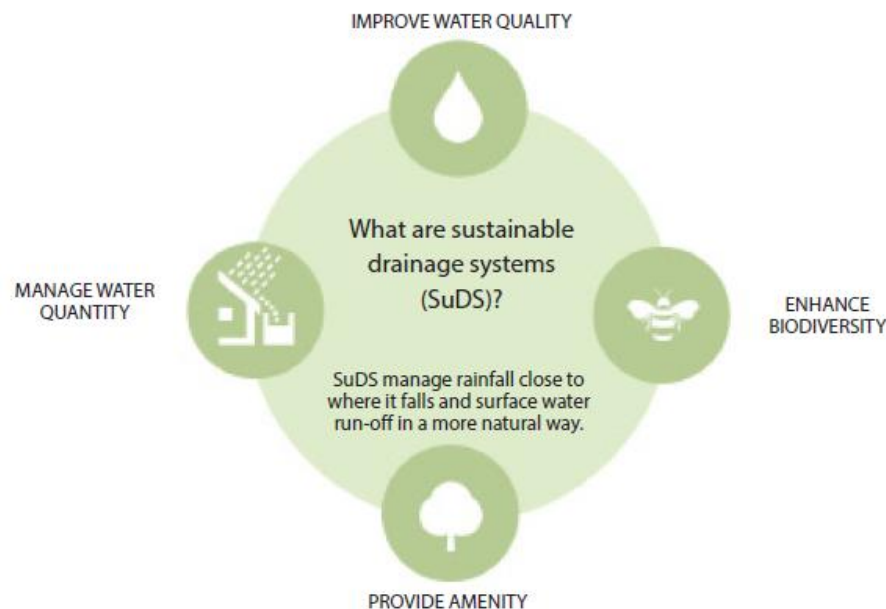 IMPROVE WATER QUALITY
What are sustainable
drainage systems
(SuDS)?
MANAGE WATER
QUANTITY
ENHANCE
BIODIVERSITY
SuDS manage rainfall close to
where it falls and surface water
run-off in a more natural way.
PROVIDE AMENITY